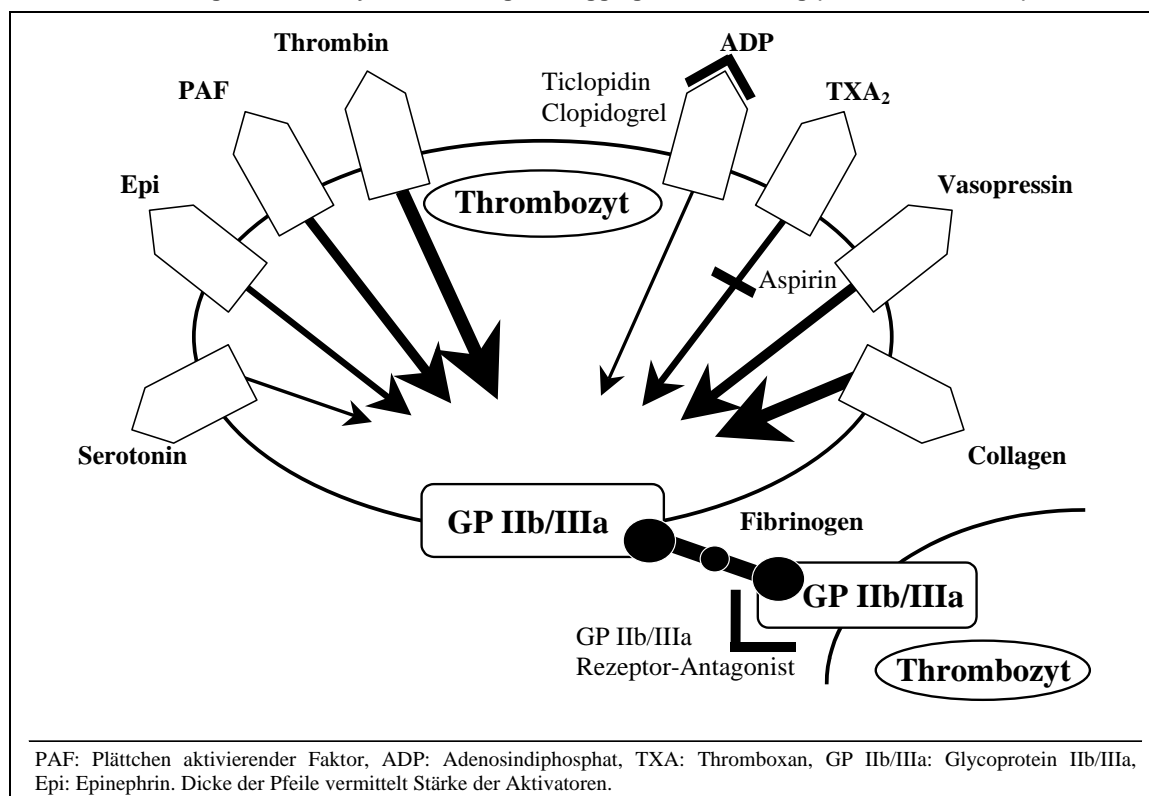 Thrombin
ADP
PAF
Ticlopidin
Clopidogrel
TXA₂
Epi
Thrombozyt
Vasopressin
Aspirin
Serotonin
Collagen
GP IIb/IIIa
Fibrinogen
GP IIb/IIIa
GP IIb/IIIa
Rezeptor-Antagonist
Thrombozyt
PAF: Plättchen aktivierender Faktor, ADP: Adenosindiphosphat, TXA: Thromboxan, GP IIb/IIIa: Glycoprotein IIb/IIIa,
Epi: Epinephrin. Dicke der Pfeile vermittelt Stärke der Aktivatoren.